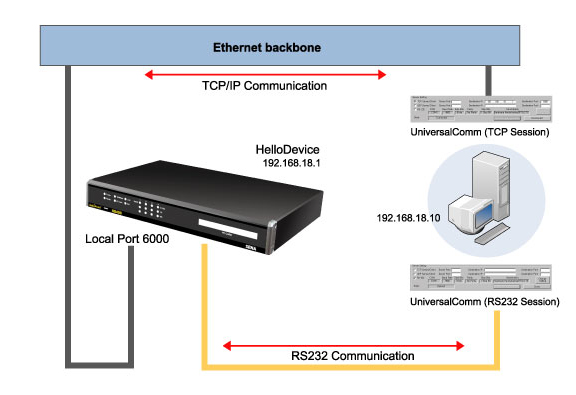 Ethernet backbone
TCP/IP Communication
UniversalComm (TCP Session)
HelloDevice
192.168.18.1
192.168.18.10
SENA
Local Port 6000
UniversalComm (RS232 Session)
RS232 Communication